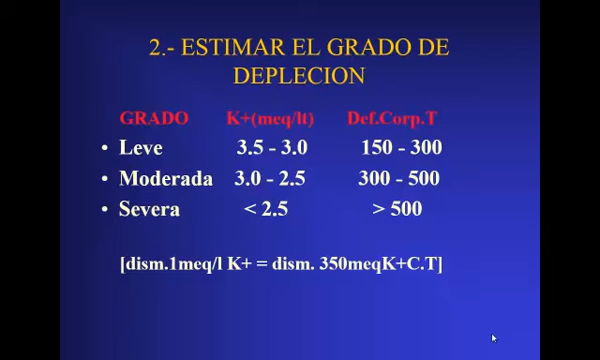 2.- ESTIMAR EL GRADO DE
DEPLECION
GRADO K+(meq/lt) Def.Corp.T
• Leve 3.5 - 3.0 150 - 300
• Moderada 3.0 - 2.5 300 - 500
• Severa < 2.5 > 500
[dism.1meq/l K+ = dism. 350meqK+C.T]